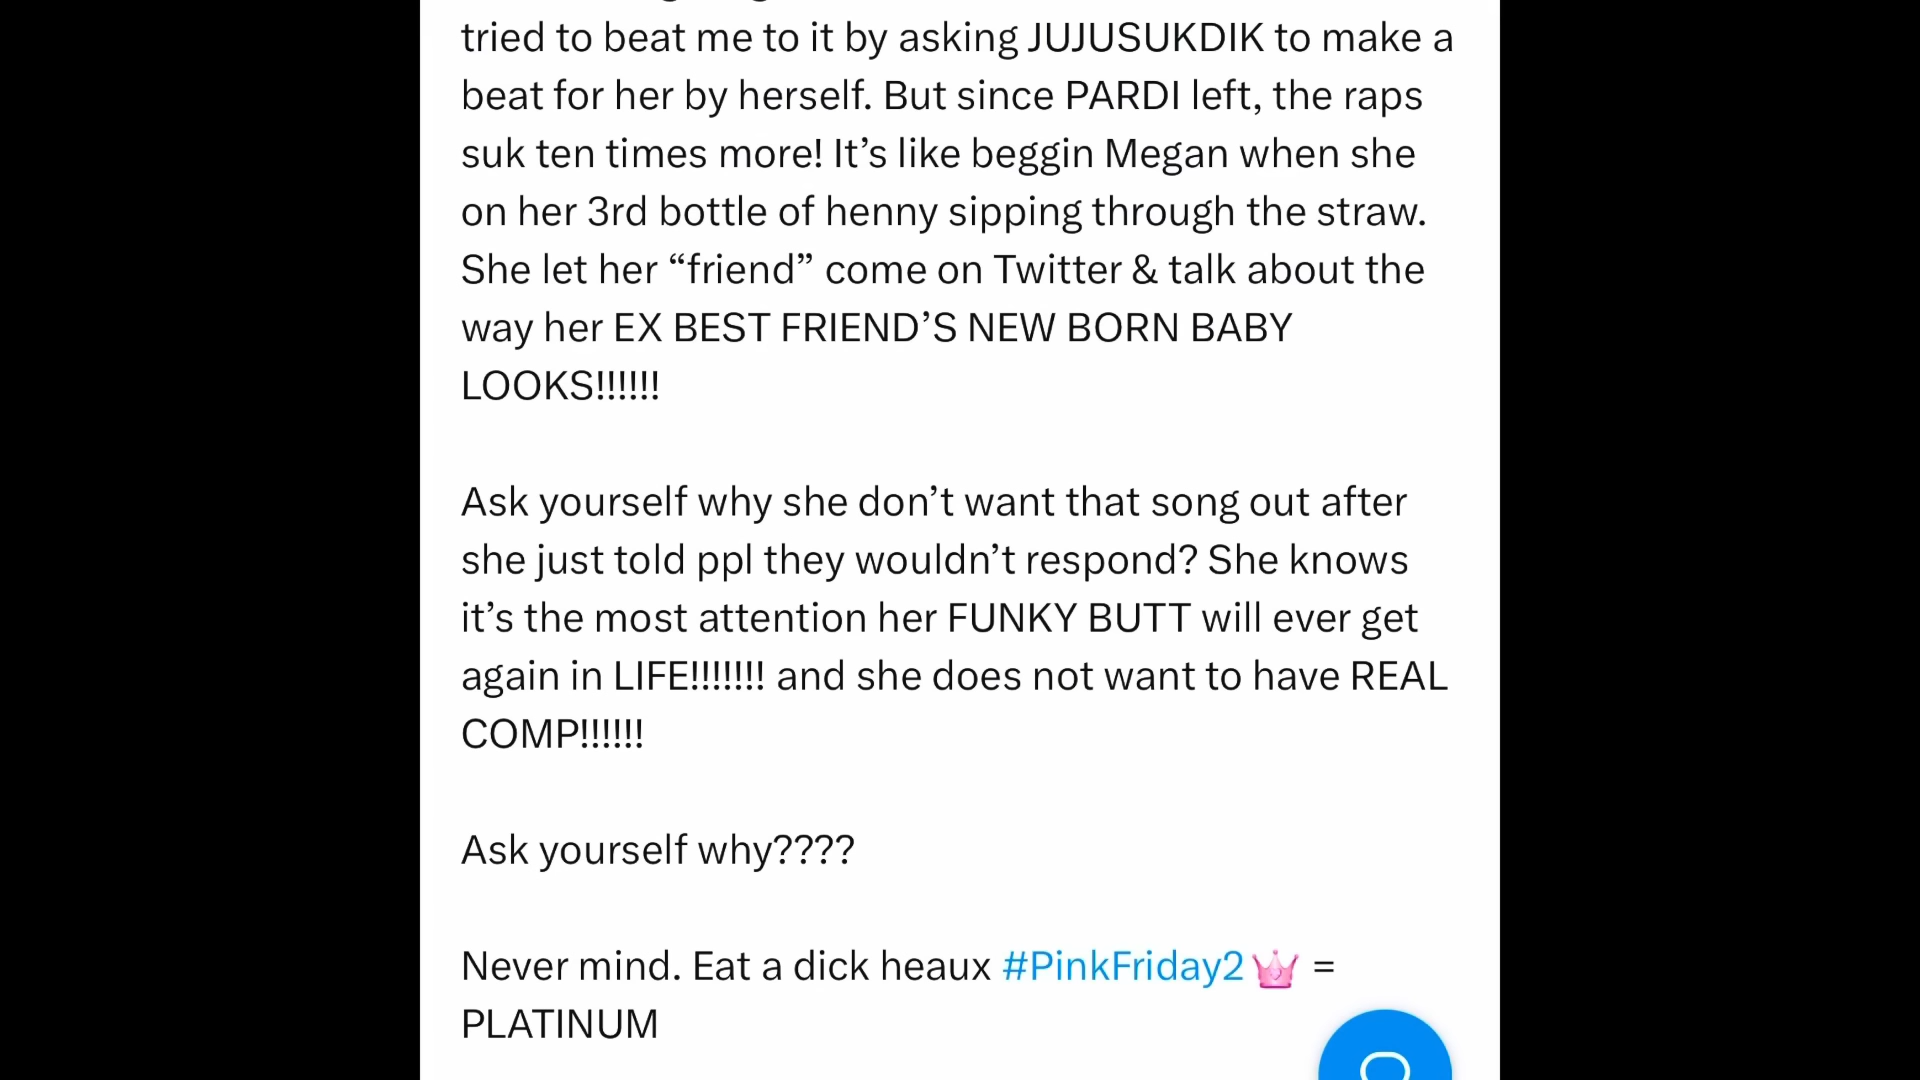 tried to beat me to it by asking JUJUSUKDIK to make a
beat for her by herself. But since PARDI left, the raps
suk ten times more! It’s like beggin Megan when she
on her 3rd bottle of henny sipping through the straw.
She let her “friend” come on Twitter & talk about the
way her EX BEST FRIEND’S NEW BORN BABY
LOOKS!!!!!!
Ask yourself why she don’t want that song out after
she just told ppl they wouldn’t respond? She knows
it’s the most attention her FUNKY BUTT will ever get
again in LIFE!!!!!!! and she does not want to have REAL
COMP!!!!!!
Ask yourself why????
Never mind. Eat a dick heaux #PinkFriday2 =
PLATINUM